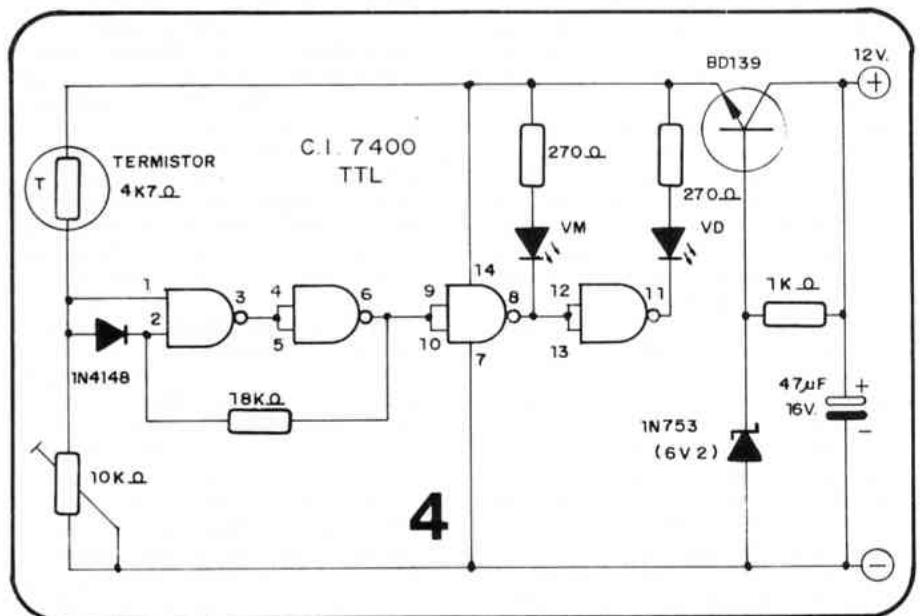 BD139
12V.
+
C.I. 7400
TTL
TERMISTOR
4K7Ω
T
270Ω
270Ω
VM
VD
1
2
3
4
5
6
14
9
10
8
7
12
13
11
1KΩ
1N4148
18KΩ
47µF
16V.
+
-
1N753
(6V2)
10KΩ
4
-